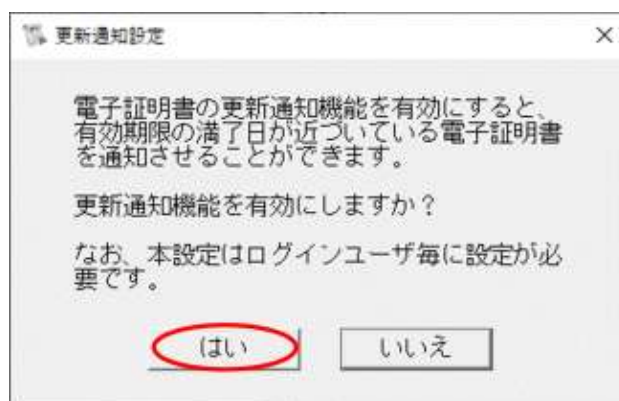 更新通知設定
電子証明書の更新通知機能を有効にすると、
有効期限の満了日が近づいている電子証明書
を通知させることができます。
更新通知機能を有効にしますか？
なお、本設定はログインユーザ毎に設定が必
要です。
はい
いいえ